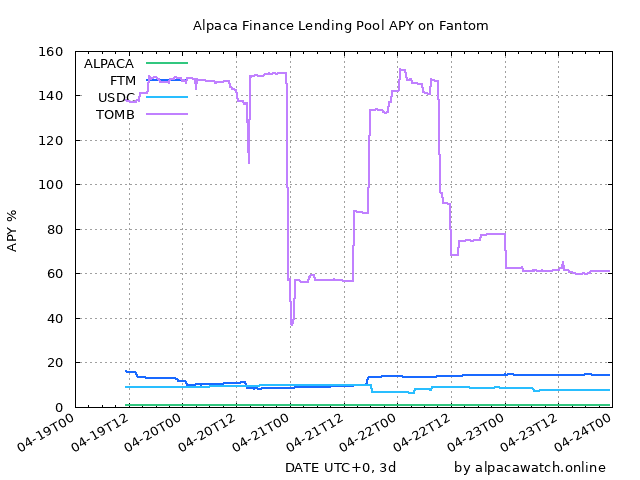 Alpaca Finance Lending Pool APY on Fantom
160
140
120
100
80
60
40
20
0
APY %
ALPACA
FTM
USDC
TOMB
04-19T00
04-19T12
04-20T00
04-20T12
04-21T00
04-21T12
04-22T00
04-22T12
04-23T00
04-23T12
04-24T00
DATE UTC+0, 3d by alpacawatch.online